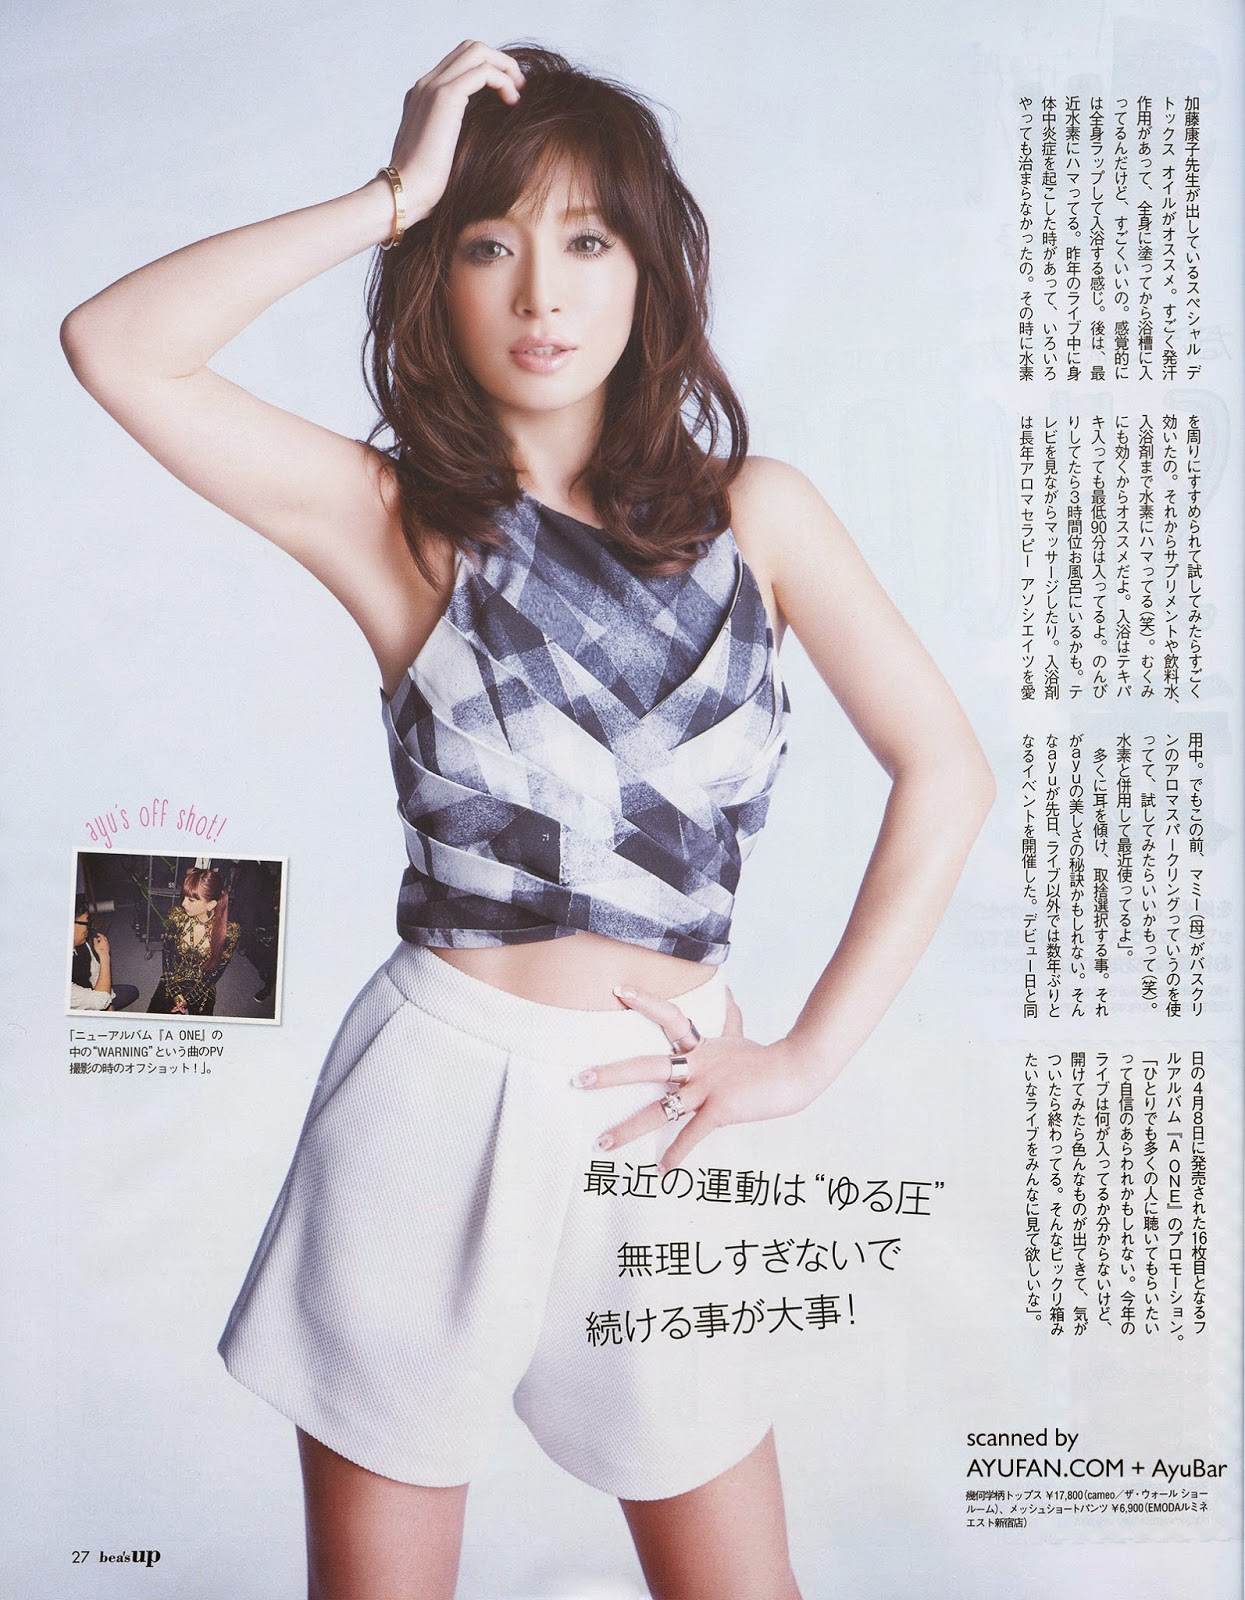 加藤康子先生が出しているスペシャル デ
トックス オイルがオススメ。すごく発汗
作用があって、全身に塗ってから浴槽に入
ってるんだけど、すごくいいの。感覚的に
は全身ラップして入浴する感じ。後は、最
近水素にハマってる。昨年のライブ中に身
体中炎症を起こした時があって、いろいろ
やっても治まらなかったの。その時に水素
を周りにすすめられて試してみたらすごく
効いたの。それからサプリメントや飲料水、
入浴剤まで水素にハマってる(笑)。むくみ
にも効くからオススメだよ。入浴はテキパ
キ入っても最低90分は入ってるよ。のんび
りしてたら3時間位お風呂にいるかも。テ
レビを見ながらマッサージしたり。入浴剤
は長年アロマセラピー アソシエイツを愛
用中。でもこの前、マミー(母)がバスクリ
ンのアロマスパークリングっていうのを使
ってて、試してみたらいいかもって(笑)。
水素と併用して最近使ってるよ」。
多くに耳を傾け、取捨選択する事。それ
がayuの美しさの秘訣かもしれない。そん
なayuが先日、ライブ以外では数年ぶりと
なるイベントを開催した。デビュー日と同
日の4月8日に発売された16枚目となるフ
ルアルバム『A ONE』のプロモーション。
「ひとりでも多くの人に聴いてもらいたい
って自信のあらわれかもしれない。今年の
ライブは何が入ってるか分からないけど、
開けてみたら色んなものが出てきて、気が
ついたら終わってる。そんなビックリ箱み
たいなライブをみんなに見て欲しいな」。
ayu's off shot!
「ニューアルバム『A ONE』の
中の“WARNING”という曲のPV
撮影の時のオフショット！」。
最近の運動は“ゆる圧”
無理しすぎないで
続ける事が大事！
scanned by
AYUFAN.COM + AyuBar
幾何学柄トップス ¥17,800(cameo／ザ・ウォール ショー
ルーム)、メッシュショートパンツ ¥6,900(EMODAルミネ
エスト新宿店)
27 bea's up